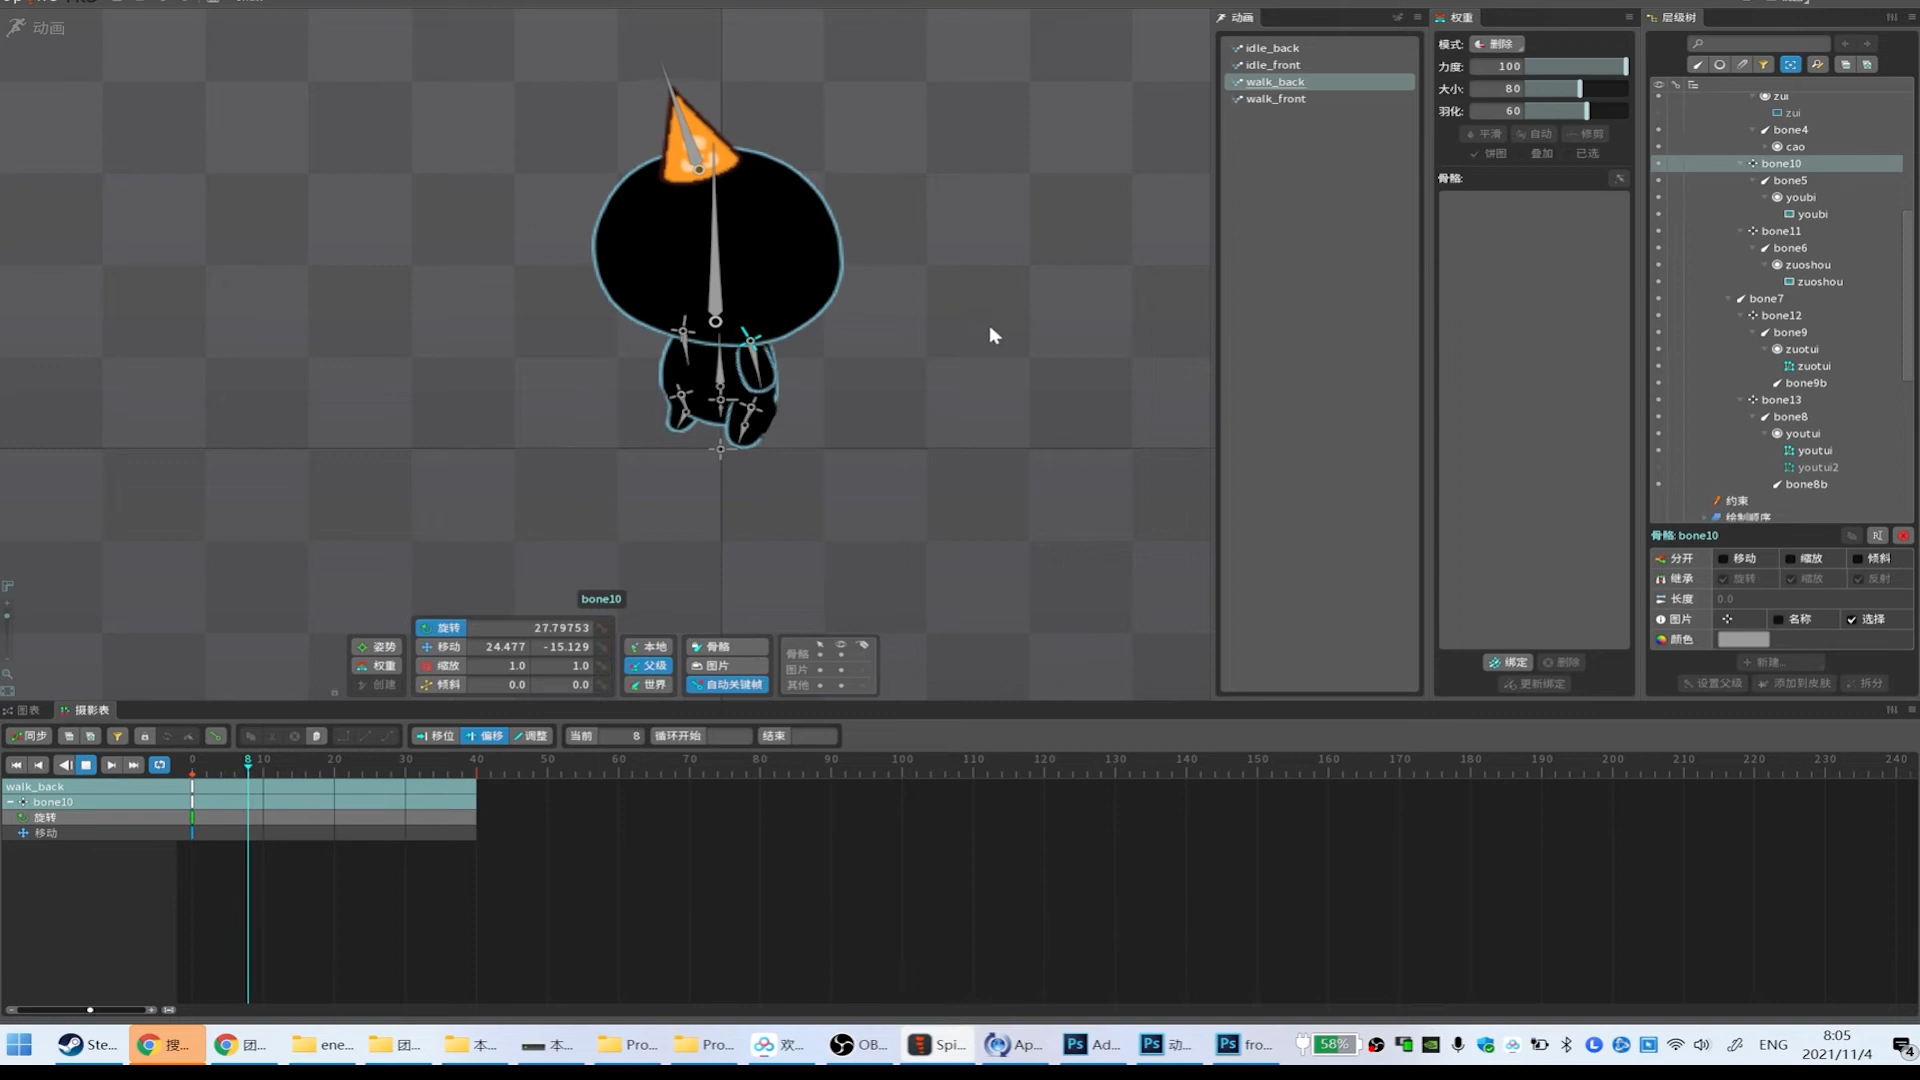 动画
动画
idle_back
idle_front
walk_back
walk_front
权重
模式: 删除
力度: 100
大小: 80
羽化: 60
平滑 自动 修剪
饼图 叠加 已选
骨骼:
绑定 删除
更新绑定
层级树
zui
zui
bone4
cao
bone10
bone5
youbi
youbi
bone11
bone6
zuoshou
zuoshou
bone7
bone12
bone9
zuotui
zuotui
bone9b
bone13
bone8
youtui
youtui
youtui2
bone8b
约束
绘制顺序
骨骼: bone10
分开 移动 缩放 倾斜
继承 旋转 缩放 反射
长度 0.0
图片 名称 选择
颜色
新建...
设置父级 添加到皮肤 拆分
bone10
姿势
权重
创建
旋转 27.79753
移动 24.477 -15.129
缩放 1.0 1.0
倾斜 0.0 0.0
本地
父级
世界
骨骼
图片
自动关键帧
骨骼
图片
其他
图表 摄影表
同步 移位 偏移 调整 当前 8 循环开始 结束
0 8 10 20 30 40 50 60 70 80 90 100 110 120 130 140 150 160 170 180 190 200 210 220 230 240
walk_back
bone10
旋转
移动
Ste... 搜... 团... ene... 团... 本... 本... Pro... Pro... 欢... OB... Spi... Ap... Ad... 动... fro... 58% ENG
8:05
2021/11/4
4